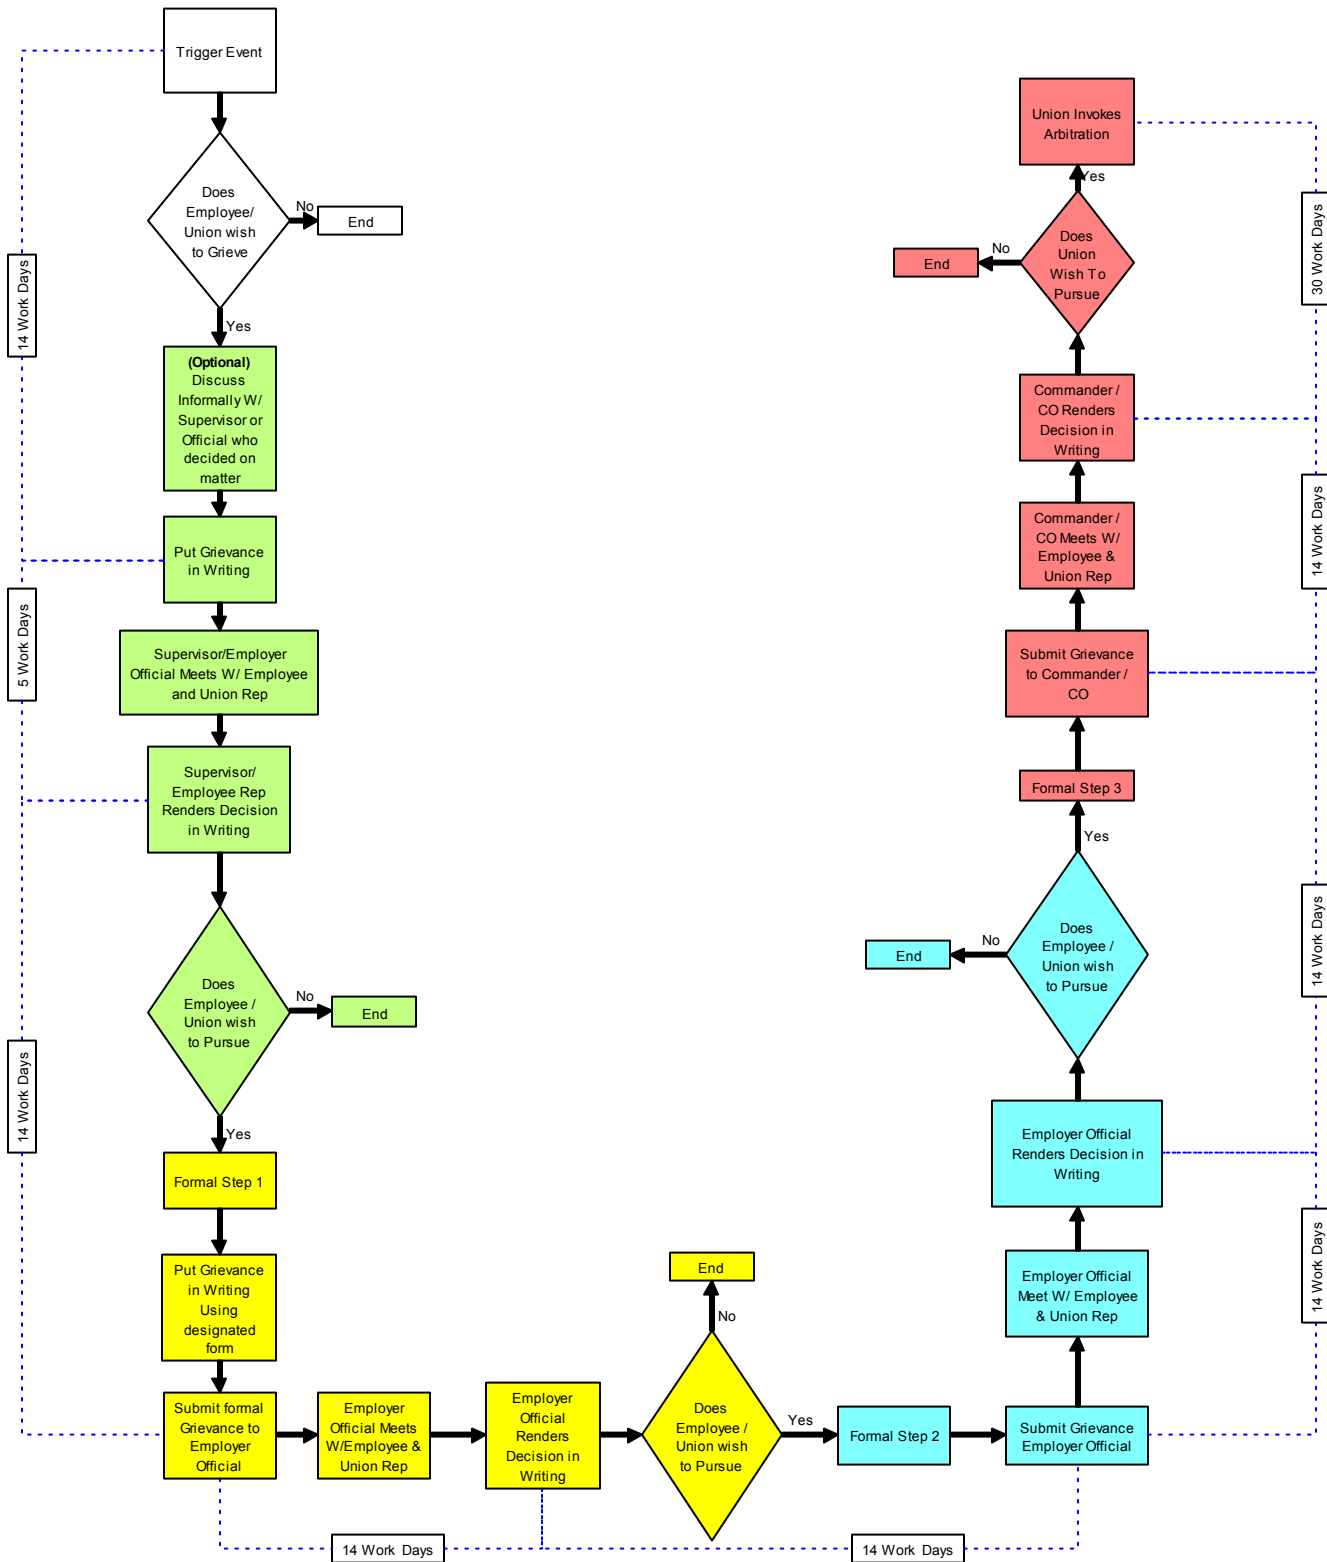 Trigger Event
Does
Employee/
Union wish
to Grieve
No
End
Yes
14 Work Days
(Optional)
Discuss
Informally W/
Supervisor or
Official who
decided on
matter
Put Grievance
in Writing
5 Work Days
Supervisor/Employer
Official Meets W/ Employee
and Union Rep
Supervisor/
Employee Rep
Renders Decision
in Writing
Does
Employee /
Union wish
to Pursue
No
End
Yes
14 Work Days
Formal Step 1
Put Grievance
in Writing
Using
designated
form
Submit formal
Grievance to
Employer
Official
Employer
Official Meets
W/Employee &
Union Rep
Employer
Official
Renders
Decision in
Writing
14 Work Days
Does
Employee /
Union wish
to Pursue
No
End
Yes
Formal Step 2
14 Work Days
Submit Grievance
Employer Official
Employer Official
Meet W/ Employee
& Union Rep
14 Work Days
Employer Official
Renders Decision in
Writing
Does
Employee /
Union wish
to Pursue
No
End
Yes
14 Work Days
Formal Step 3
Submit Grievance
to Commander /
CO
Commander /
CO Meets W/
Employee &
Union Rep
14 Work Days
Commander /
CO Renders
Decision in
Writing
Does
Union
Wish To
Pursue
No
End
Yes
30 Work Days
Union Invokes
Arbitration